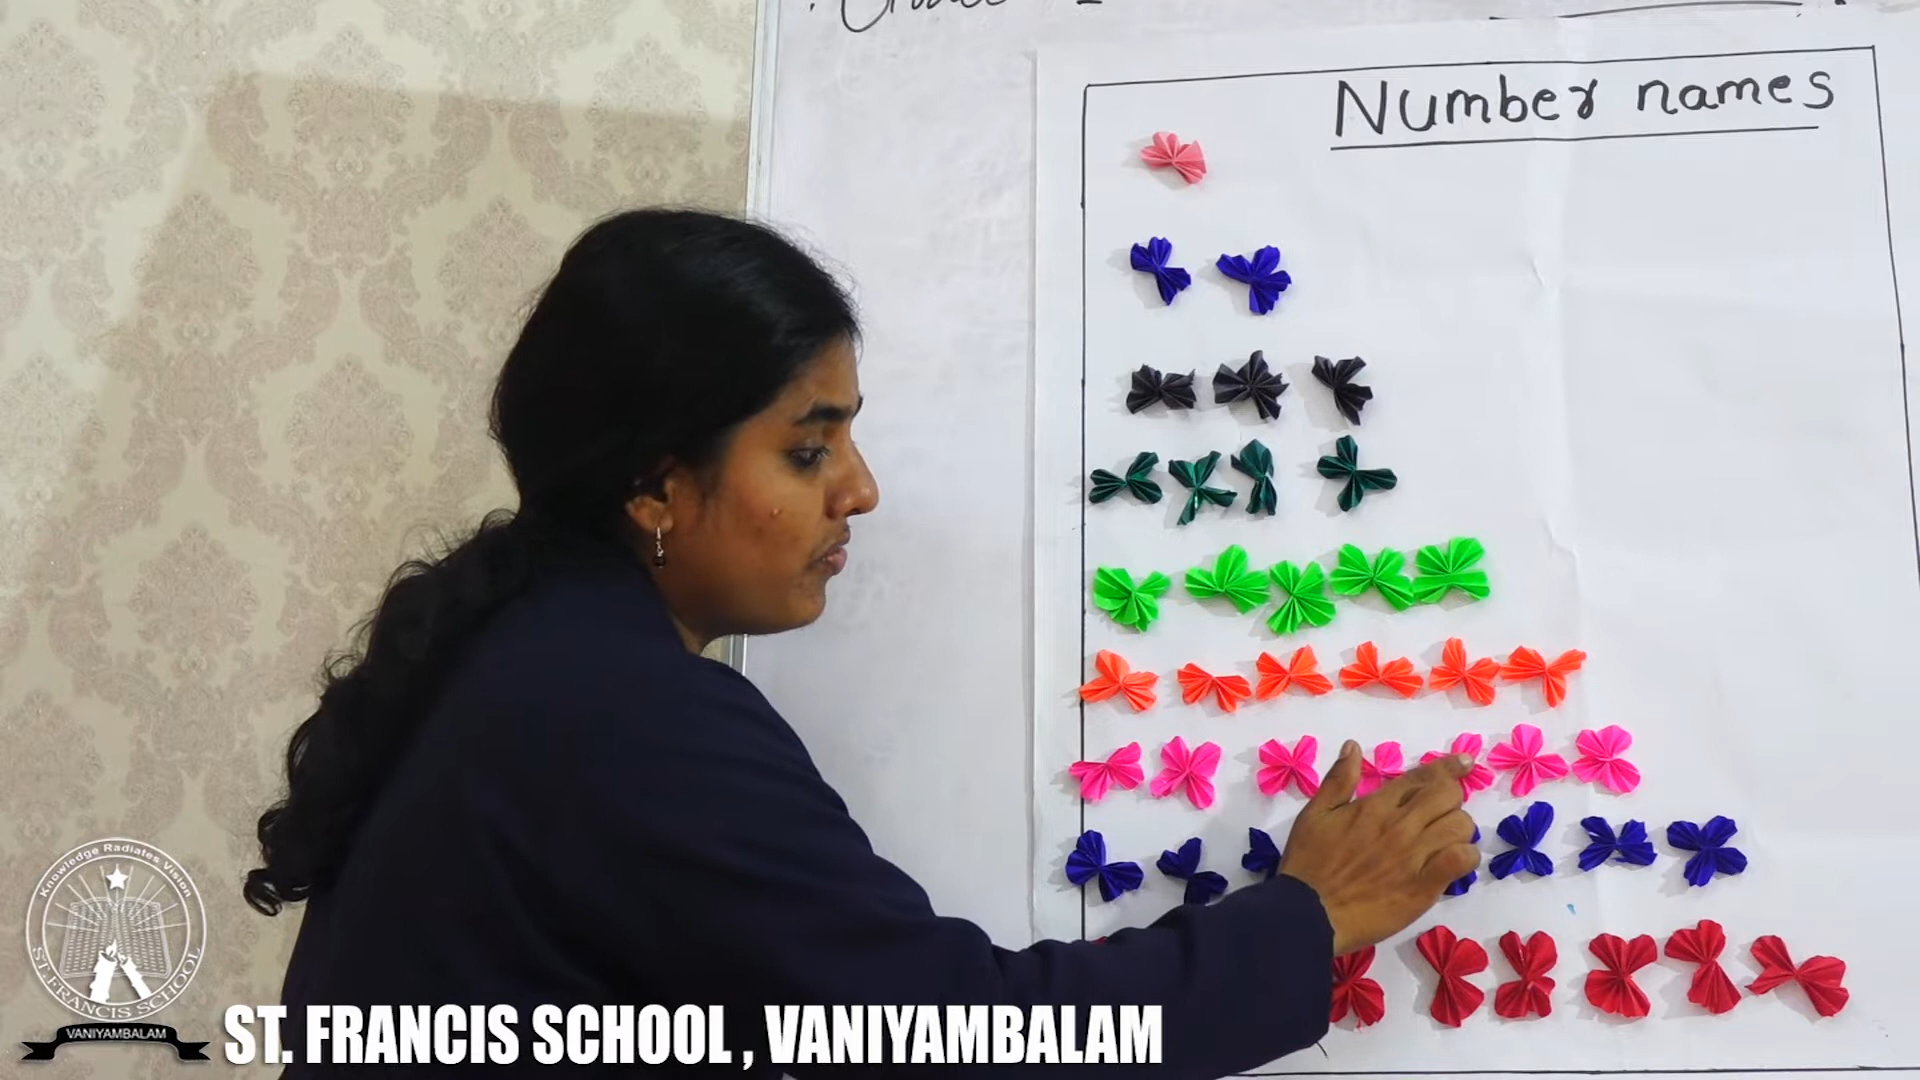 Number names
Knowledge Radiates Vision
ST. FRANCIS SCHOOL
VANIYAMBALAM
ST. FRANCIS SCHOOL , VANIYAMBALAM